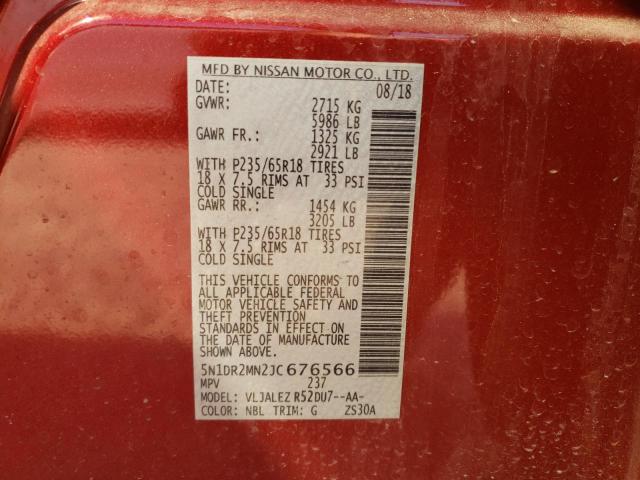 MFD BY NISSAN MOTOR CO., LTD.
DATE: 08/18
GVWR: 2715 KG
5986 LB
GAWR FR.: 1325 KG
2921 LB
WITH P235/65R18 TIRES
18 X 7.5 RIMS AT 33 PSI
COLD SINGLE
GAWR RR.: 1454 KG
3205 LB
WITH P235/65R18 TIRES
18 X 7.5 RIMS AT 33 PSI
COLD SINGLE
THIS VEHICLE CONFORMS TO
ALL APPLICABLE FEDERAL
MOTOR VEHICLE SAFETY AND
AND THEFT PREVENTION
STANDARDS IN EFFECT ON
THE DATE OF MANUFACTURE
SHOWN ABOVE.
5N1DR2MN2JC676566
MPV 237
MODEL: VLJALEZ R52DU7--AA-
COLOR: NBL TRIM: G ZS30A